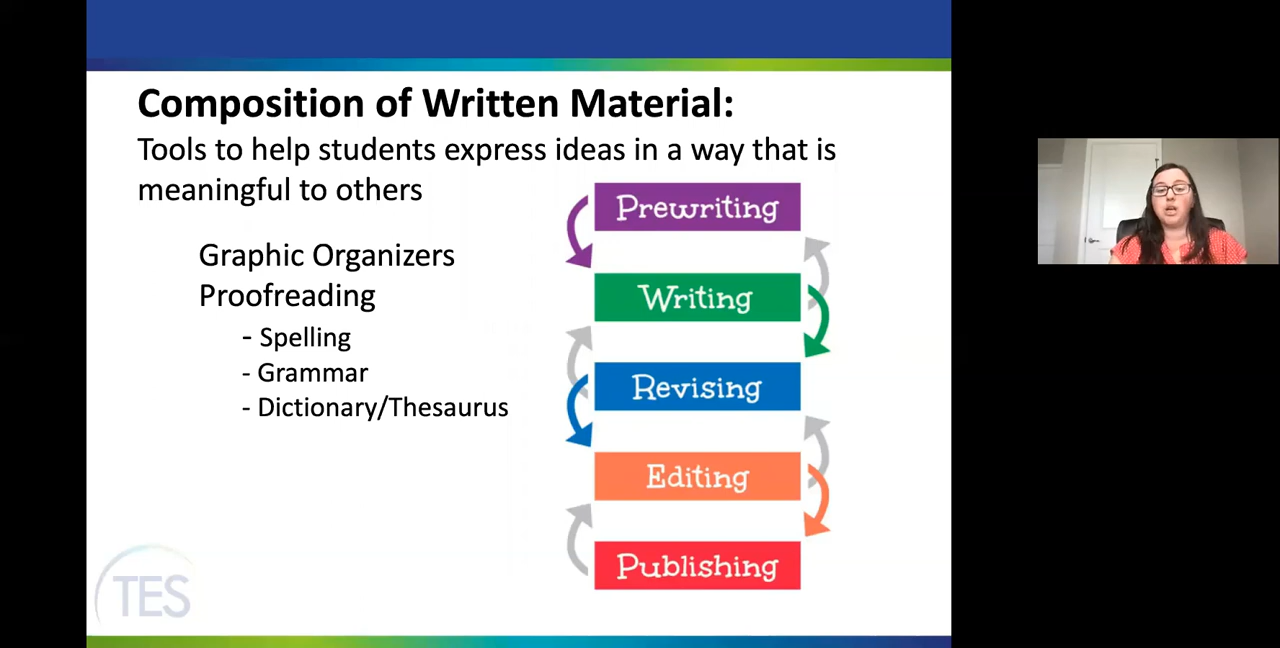 Composition of Written Material:
Tools to help students express ideas in a way that is
meaningful to others
Graphic Organizers
Proofreading
- Spelling
- Grammar
- Dictionary/Thesaurus
Prewriting
Writing
Revising
Editing
Publishing
TES